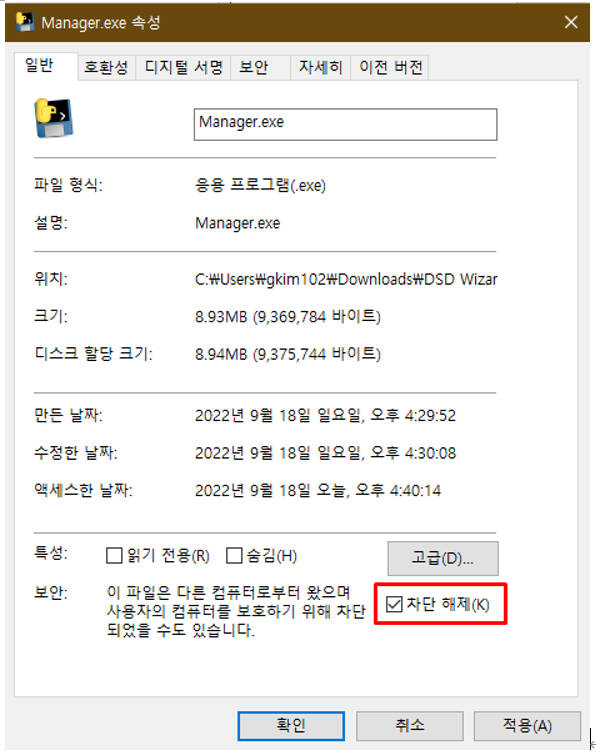 Manager.exe 속성
일반 호환성 디지털 서명 보안 자세히 이전 버전
Manager.exe
파일 형식: 응용 프로그램(.exe)
설명: Manager.exe
위치: C:₩Users₩gkim102₩Downloads₩DSD Wizar
크기: 8.93MB (9,369,784 바이트)
디스크 할당 크기: 8.94MB (9,375,744 바이트)
만든 날짜: 2022년 9월 18일 일요일, 오후 4:29:52
수정한 날짜: 2022년 9월 18일 일요일, 오후 4:30:08
액세스한 날짜: 2022년 9월 18일 오늘, 오후 4:40:14
특성: 읽기 전용(R) 숨김(H) 고급(D)...
보안: 이 파일은 다른 컴퓨터로부터 왔으며
사용자의 컴퓨터를 보호하기 위해 차단
되었을 수도 있습니다.
차단 해제(K)
확인 취소 적용(A)